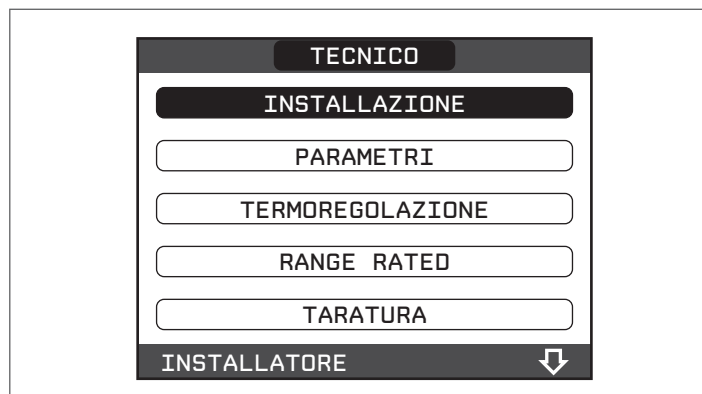 TECNICO
INSTALLAZIONE
PARAMETRI
TERMOREGOLAZIONE
RANGE RATED
TARATURA
INSTALLATORE